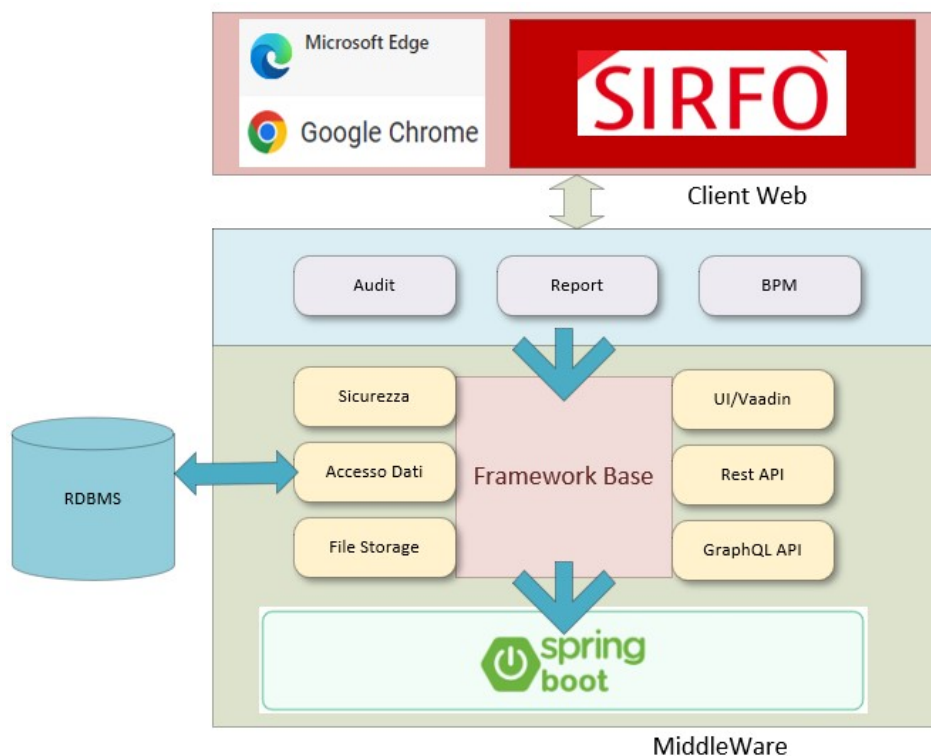 Microsoft Edge
Google Chrome
SIRFÒ
Client Web
Audit
Report
BPM
Sicurezza
UI/Vaadin
RDBMS
Accesso Dati
Framework Base
Rest API
File Storage
GraphQL API
spring
boot
MiddleWare